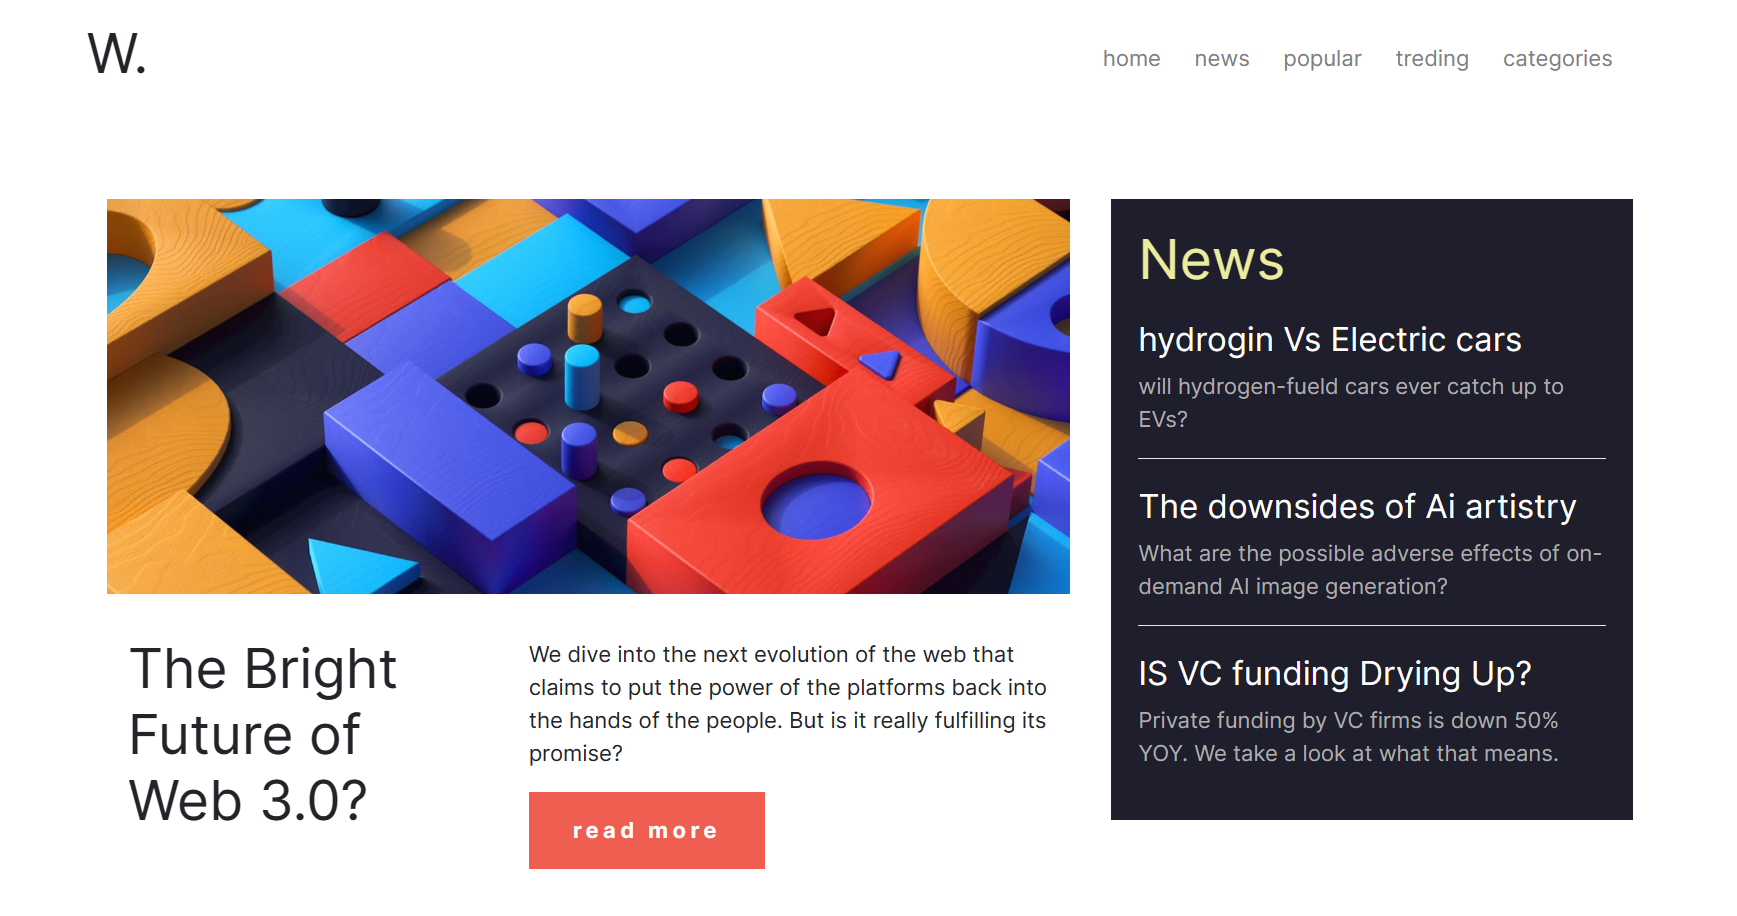 W.
home news popular treding categories
The Bright
Future of
Web 3.0?
We dive into the next evolution of the web that
claims to put the power of the platforms back into
the hands of the people. But is it really fulfilling its
promise?
read more
News
hydrogin Vs Electric cars
will hydrogen-fueld cars ever catch up to
EVs?
The downsides of Ai artistry
What are the possible adverse effects of on-
demand AI image generation?
IS VC funding Drying Up?
Private funding by VC firms is down 50%
YOY. We take a look at what that means.